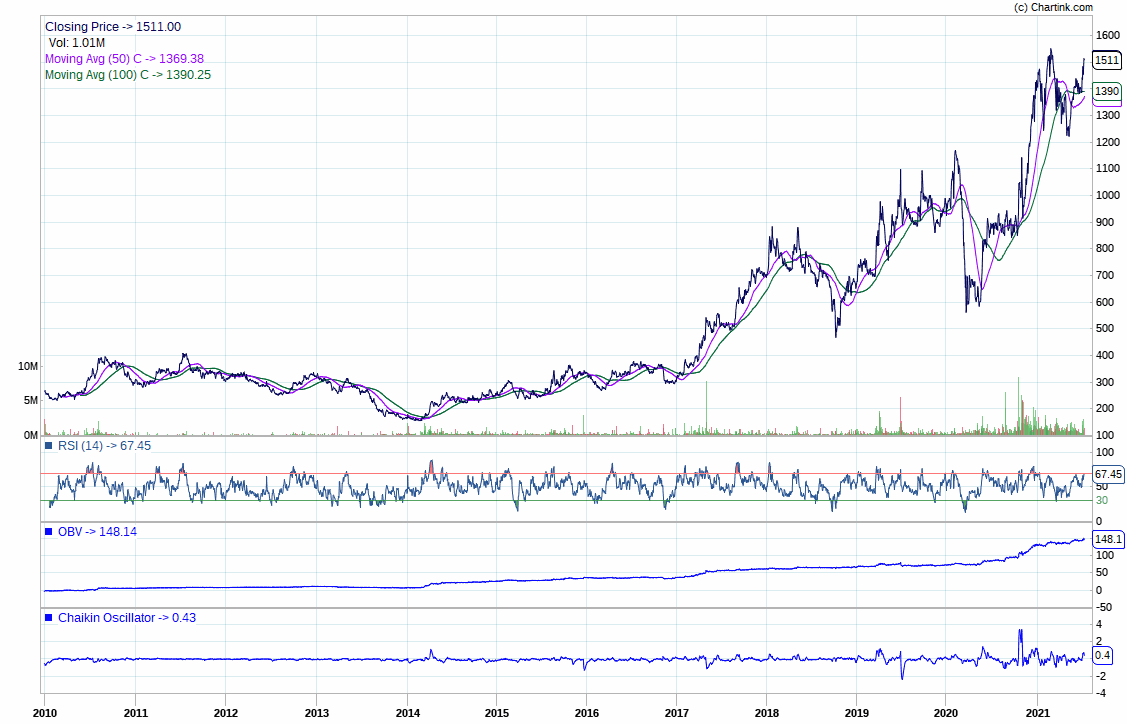 (c) Chartink.com
Closing Price -> 1511.00
Vol: 1.01M
Moving Avg (50) C -> 1369.38
Moving Avg (100) C -> 1390.25
1600
1511
1390
1300
1200
1100
1000
900
800
700
600
500
400
300
200
100
10M
5M
0M
RSI (14) -> 67.45
100
67.45
50
30
0
OBV -> 148.14
148.1
100
50
0
-50
Chaikin Oscillator -> 0.43
4
2
0.4
-2
-4
2010 2011 2012 2013 2014 2015 2016 2017 2018 2019 2020 2021